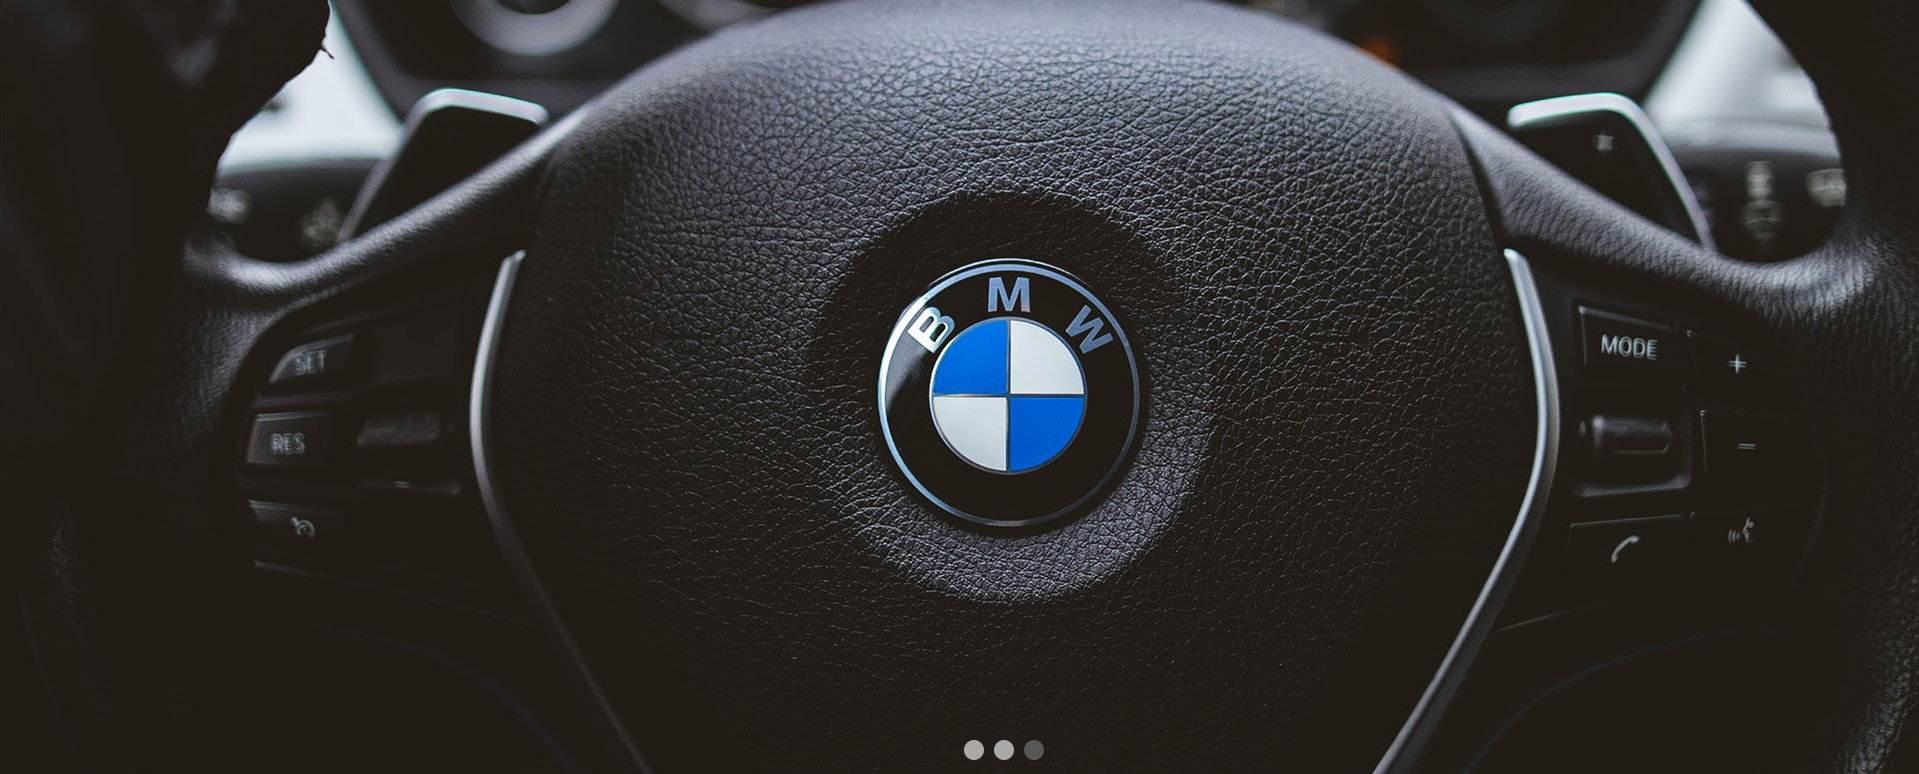 BMW
SET
RES
MODE
+
-
+